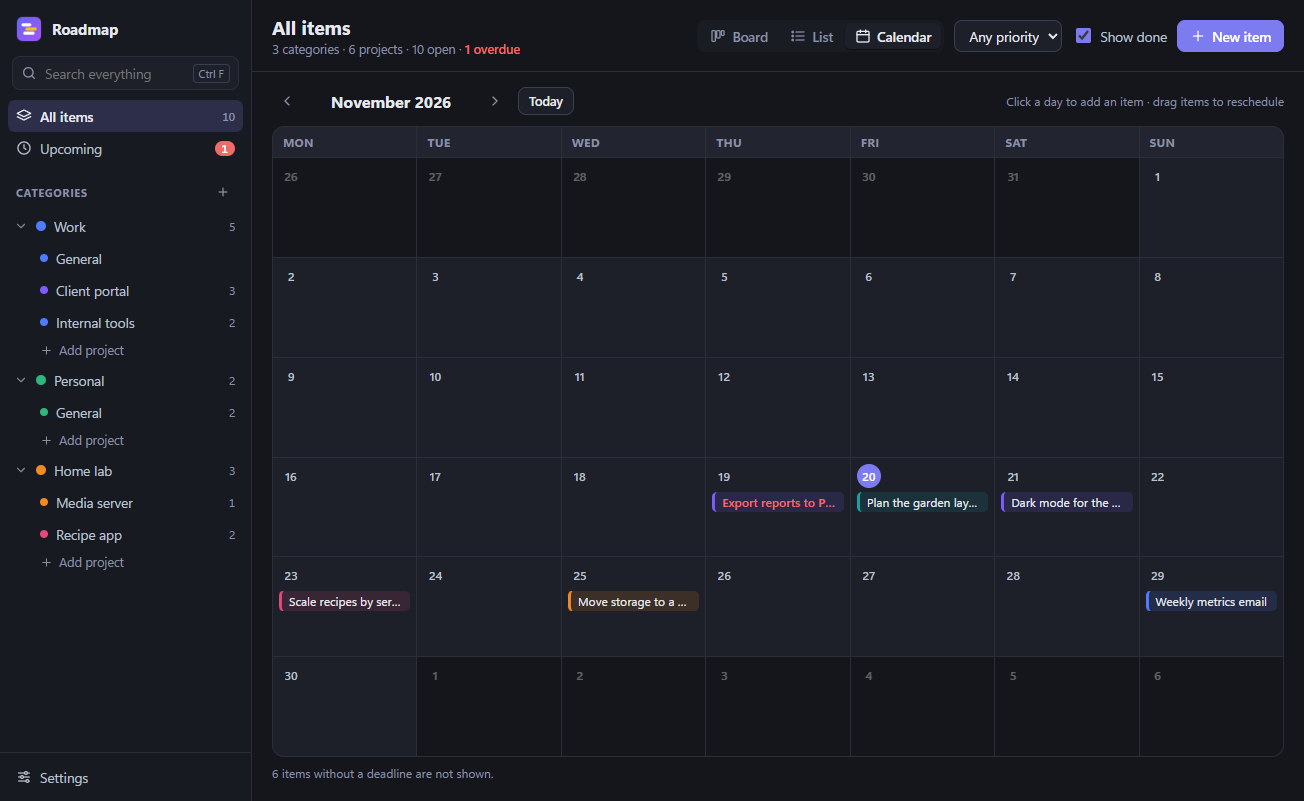 Roadmap
Search everything Ctrl F
All items 10
Upcoming 1
CATEGORIES
Work 5
General
Client portal 3
Internal tools 2
Add project
Personal 2
General 2
Add project
Home lab 3
Media server 1
Recipe app 2
Add project
Settings
All items
3 categories · 6 projects · 10 open · 1 overdue
Board List Calendar Any priority Show done New item
November 2026 Today Click a day to add an item · drag items to reschedule
MON TUE WED THU FRI SAT SUN
26 27 28 29 30 31 1
2 3 4 5 6 7 8
9 10 11 12 13 14 15
16 17 18 19 20 21 22
Export reports to P... Plan the garden lay... Dark mode for the ...
23 24 25 26 27 28 29
Scale recipes by ser... Move storage to a ... Weekly metrics email
30 1 2 3 4 5 6
6 items without a deadline are not shown.